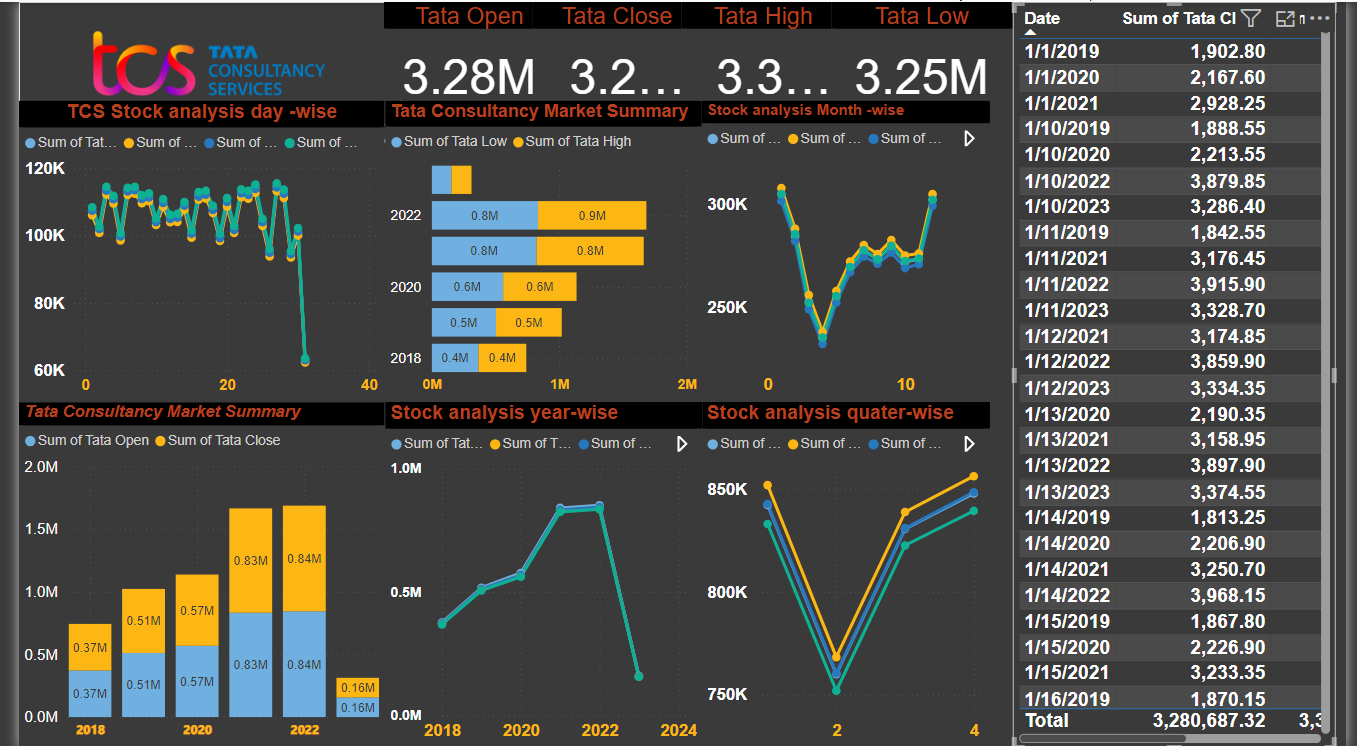 tcs TATA
CONSULTANCY
SERVICES
Tata Open Tata Close Tata High Tata Low
3.28M 3.2... 3.3... 3.25M
TCS Stock analysis day -wise
Sum of Tat... Sum of ... Sum of ... Sum of ...
120K
100K
80K
60K
0 20 40
Tata Consultancy Market Summary
Sum of Tata Low Sum of Tata High
2022 0.8M 0.9M
0.8M 0.8M
2020 0.6M 0.6M
0.5M 0.5M
2018 0.4M 0.4M
0M 1M 2M
Stock analysis Month -wise
Sum of ... Sum of ... Sum of ...
300K
250K
0 10
Tata Consultancy Market Summary
Sum of Tata Open Sum of Tata Close
2.0M
1.5M
1.0M
0.5M
0.0M
0.37M 0.51M 0.57M 0.83M 0.84M 0.16M
0.37M 0.51M 0.57M 0.83M 0.84M 0.16M
2018 2020 2022
Stock analysis year-wise
Sum of Tat... Sum of T... Sum of ...
1.0M
0.5M
0.0M
2018 2020 2022 2024
Stock analysis quater-wise
Sum of ... Sum of ... Sum of ...
850K
800K
750K
2 4
Date Sum of Tata Cl
1/1/2019 1,902.80
1/1/2020 2,167.60
1/1/2021 2,928.25
1/10/2019 1,888.55
1/10/2020 2,213.55
1/10/2022 3,879.85
1/10/2023 3,286.40
1/11/2019 1,842.55
1/11/2021 3,176.45
1/11/2022 3,915.90
1/11/2023 3,328.70
1/12/2021 3,174.85
1/12/2022 3,859.90
1/12/2023 3,334.35
1/13/2020 2,190.35
1/13/2021 3,158.95
1/13/2022 3,897.90
1/13/2023 3,374.55
1/14/2019 1,813.25
1/14/2020 2,206.90
1/14/2021 3,250.70
1/14/2022 3,968.15
1/15/2019 1,867.80
1/15/2020 2,226.90
1/15/2021 3,233.35
1/16/2019 1,870.15
Total 3,280,687.32 3,3